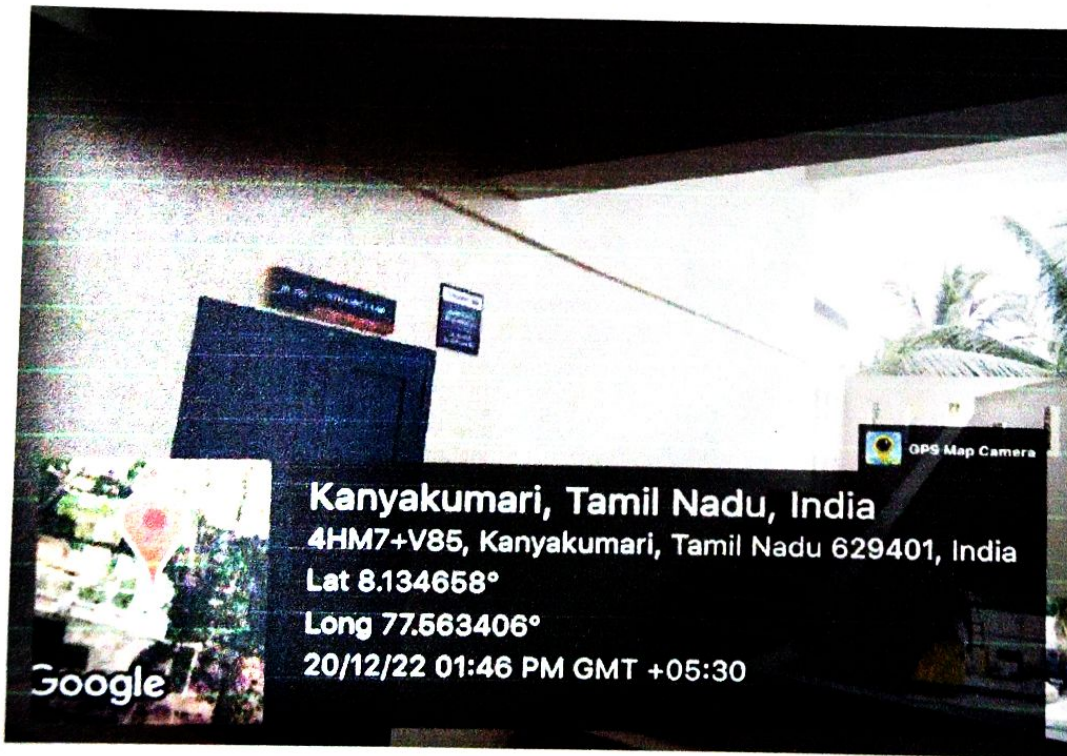 GPS Map Camera
Kanyakumari, Tamil Nadu, India
4HM7+V85, Kanyakumari, Tamil Nadu 629401, India
Lat 8.134658°
Long 77.563406°
20/12/22 01:46 PM GMT +05:30
Google